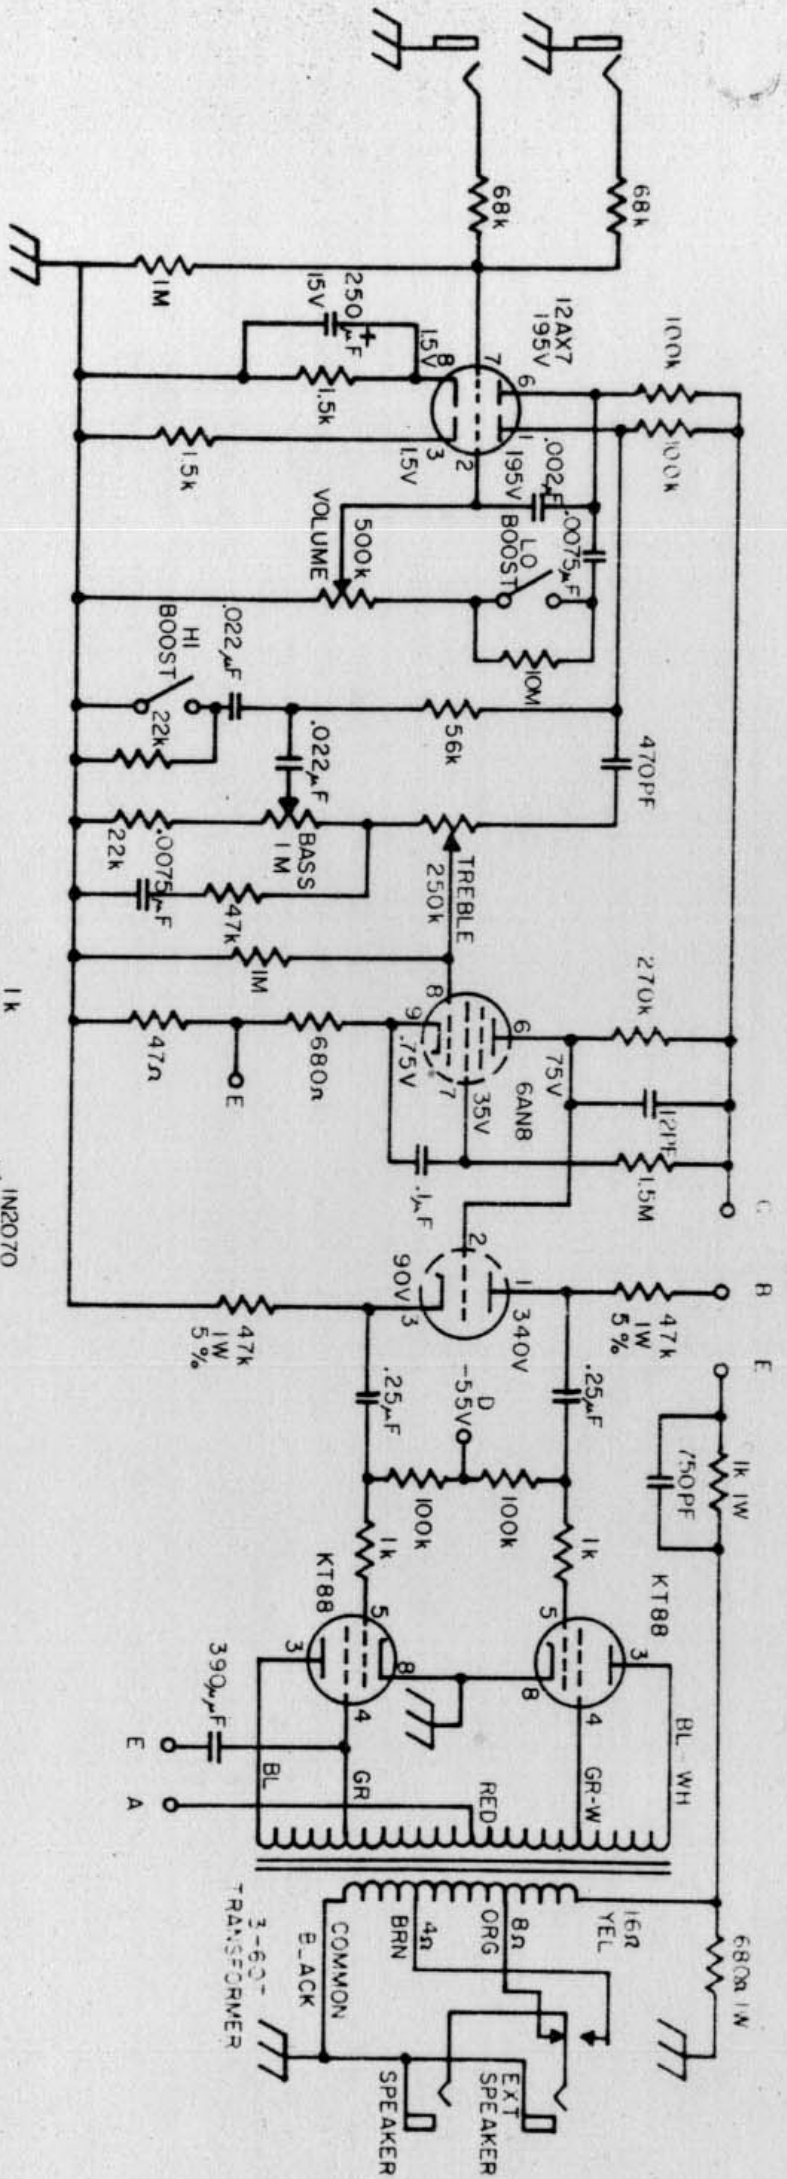 68k
68k
1M
250 µF
15V
+
1.5V
8
1.5k
1.5k
7
12AX7
195V
6
1
3
2
1.5V
195V
100k
100k
.002µF
.0075µF
LO
BOOST
500k
VOLUME
10M
HI
BOOST
.022µF
22k
.022µF
56k
470PF
BASS
1M
22k
.0075µF
47k
TREBLE
250k
1M
47Ω
E
680Ω
8
9
.75V
7
6
75V
35V
6AN8
.1µF
270k
12PF
1.5M
C
2
90V
3
1
340V
47k
1W
5%
47k
1W
5%
B
E
.25µF
.25µF
D
-55V
100k
100k
1k 1W
750PF
1k
1k
KT88
KT88
5
3
8
4
5
3
8
4
390µµF
E
A
BL
GR
RED
GR-W
BL-WH
16Ω
YEL
8Ω
ORG
4Ω
BRN
COMMON
BLACK
TRANSFORMER
680Ω 1W
EXT
SPEAKER
SPEAKER
1k
1N2070